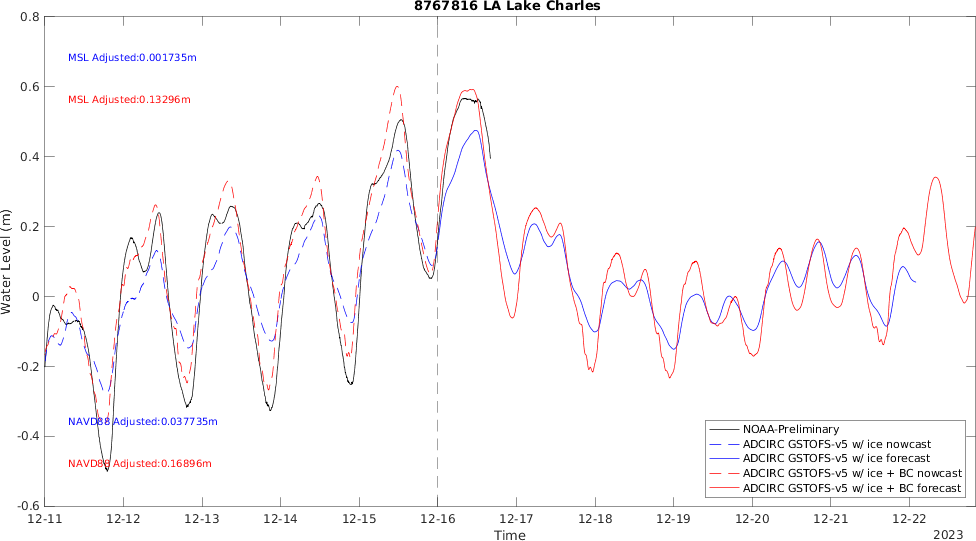 8767816 LA Lake Charles
0.8
0.6
0.4
0.2
0
-0.2
-0.4
-0.6
Water Level (m)
MSL Adjusted:0.001735m
MSL Adjusted:0.13296m
NAVD88 Adjusted:0.037735m
NAVD88 Adjusted:0.16896m
NOAA-Preliminary
ADCIRC GSTOFS-v5 w/ ice nowcast
ADCIRC GSTOFS-v5 w/ ice forecast
ADCIRC GSTOFS-v5 w/ ice + BC nowcast
ADCIRC GSTOFS-v5 w/ ice + BC forecast
12-11 12-12 12-13 12-14 12-15 12-16 12-17 12-18 12-19 12-20 12-21 12-22
Time
2023